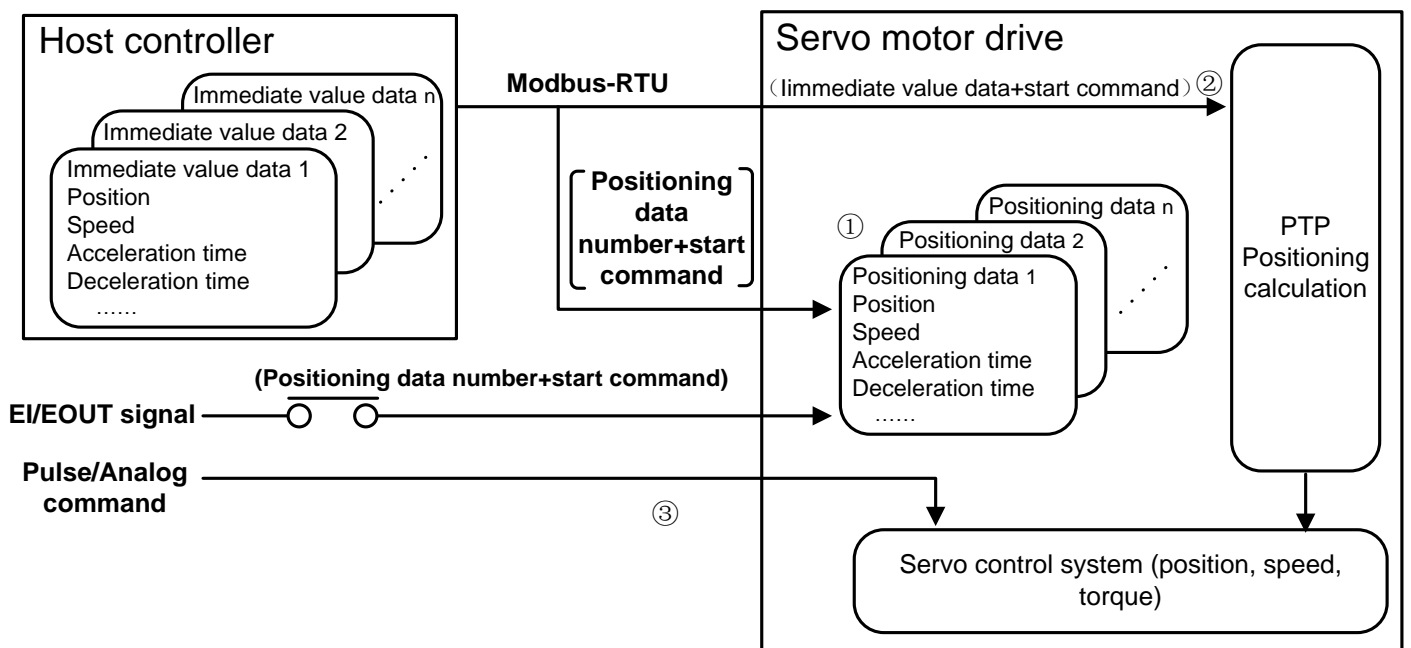 Host controller
Immediate value data n
Immediate value data 2
Immediate value data 1
Position
Speed
Acceleration time
Deceleration time
......
Modbus-RTU
Positioning
data
number+start
command
(Positioning data number+start command)
EI/EOUT signal
Pulse/Analog
command
③
Servo motor drive
（Iimmediate value data+start command）②
①
Positioning data n
Positioning data 2
Positioning data 1
Position
Speed
Acceleration time
Deceleration time
......
PTP
Positioning
calculation
Servo control system (position, speed,
torque)